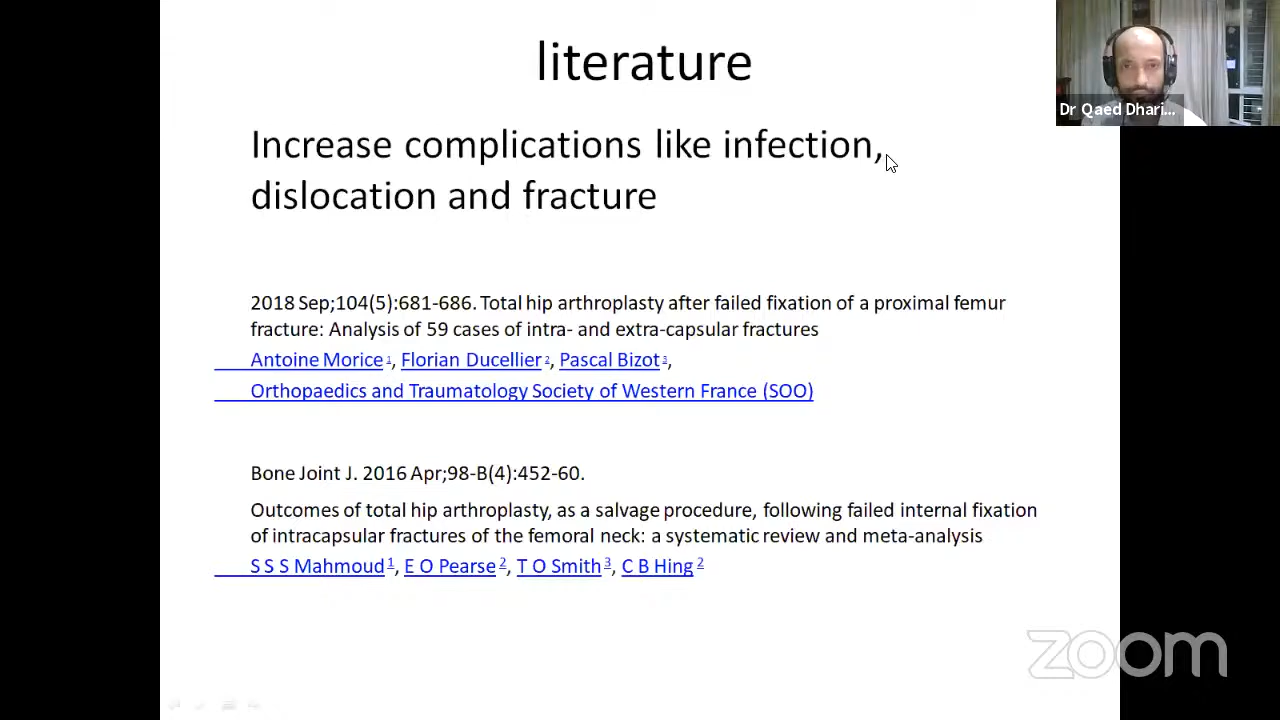 literature
Dr Qaed Dhari...
Increase complications like infection,
dislocation and fracture
2018 Sep;104(5):681-686. Total hip arthroplasty after failed fixation of a proximal femur
fracture: Analysis of 59 cases of intra- and extra-capsular fractures
Antoine Morice 1, Florian Ducellier 2, Pascal Bizot 3,
Orthopaedics and Traumatology Society of Western France (SOO)
Bone Joint J. 2016 Apr;98-B(4):452-60.
Outcomes of total hip arthroplasty, as a salvage procedure, following failed internal fixation
of intracapsular fractures of the femoral neck: a systematic review and meta-analysis
S S S Mahmoud 1, E O Pearse 2, T O Smith 3, C B Hing 2
zoom